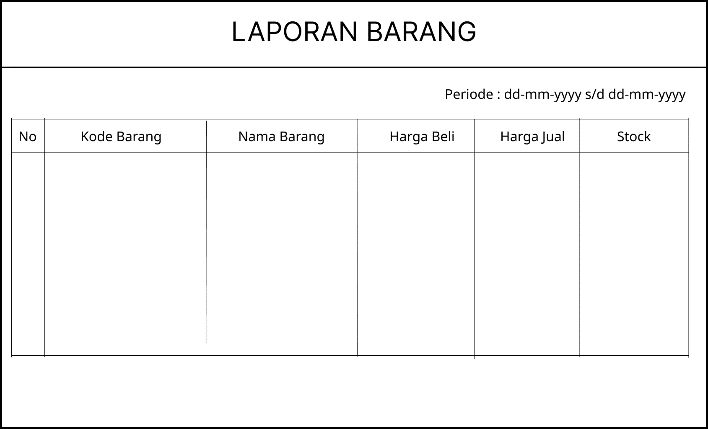 LAPORAN BARANG
Periode : dd-mm-yyyy s/d dd-mm-yyyy
No Kode Barang Nama Barang Harga Beli Harga Jual Stock